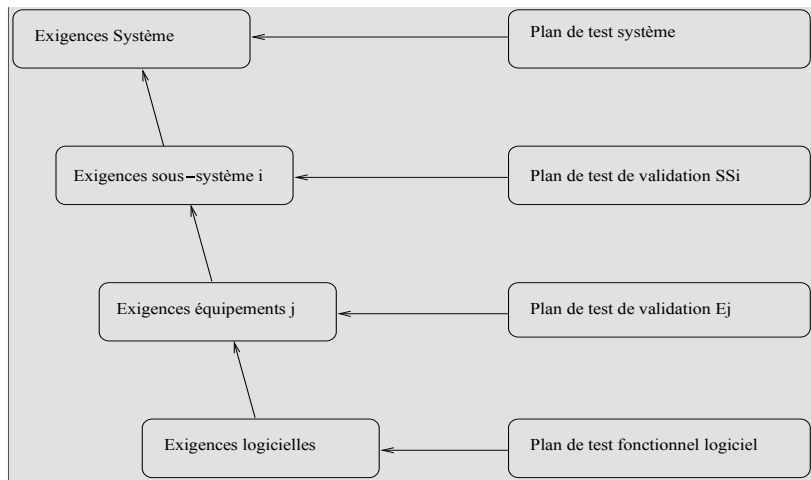 Exigences Système
Plan de test système
Exigences sous-système i
Plan de test de validation SSi
Exigences équipements j
Plan de test de validation Ej
Exigences logicielles
Plan de test fonctionnel logiciel